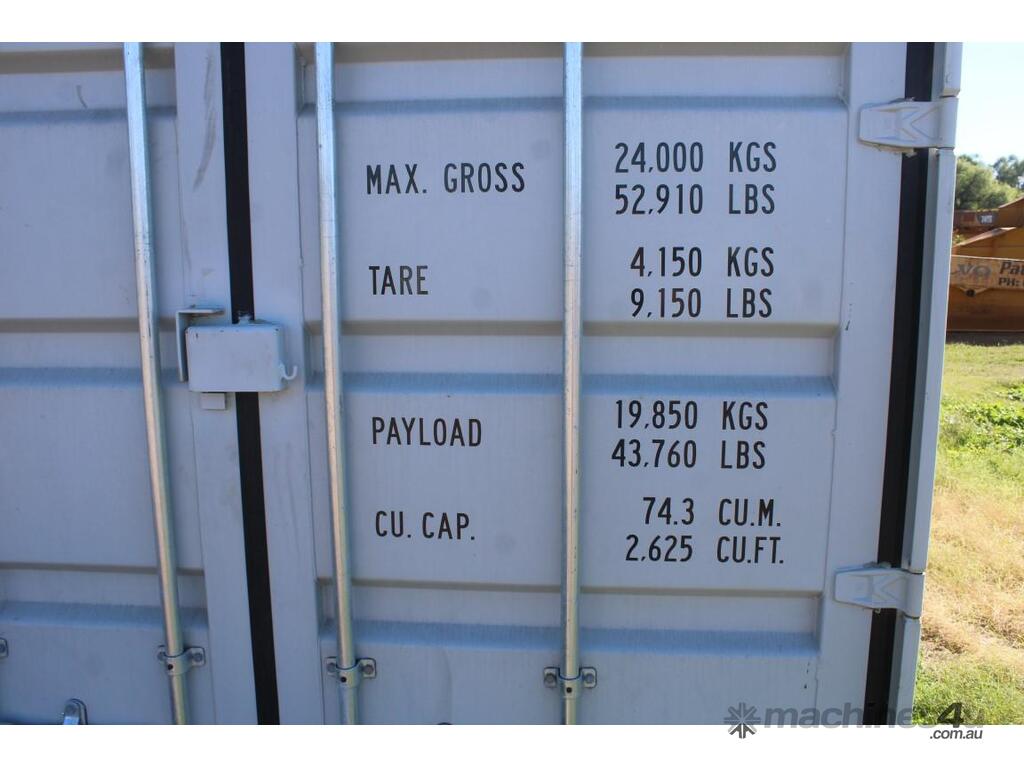 MAX. GROSS 24,000 KGS
52,910 LBS
TARE 4,150 KGS
9,150 LBS
PAYLOAD 19,850 KGS
43,760 LBS
CU. CAP. 74.3 CU.M.
2,625 CU.FT.
PH:
machines4u
.com.au